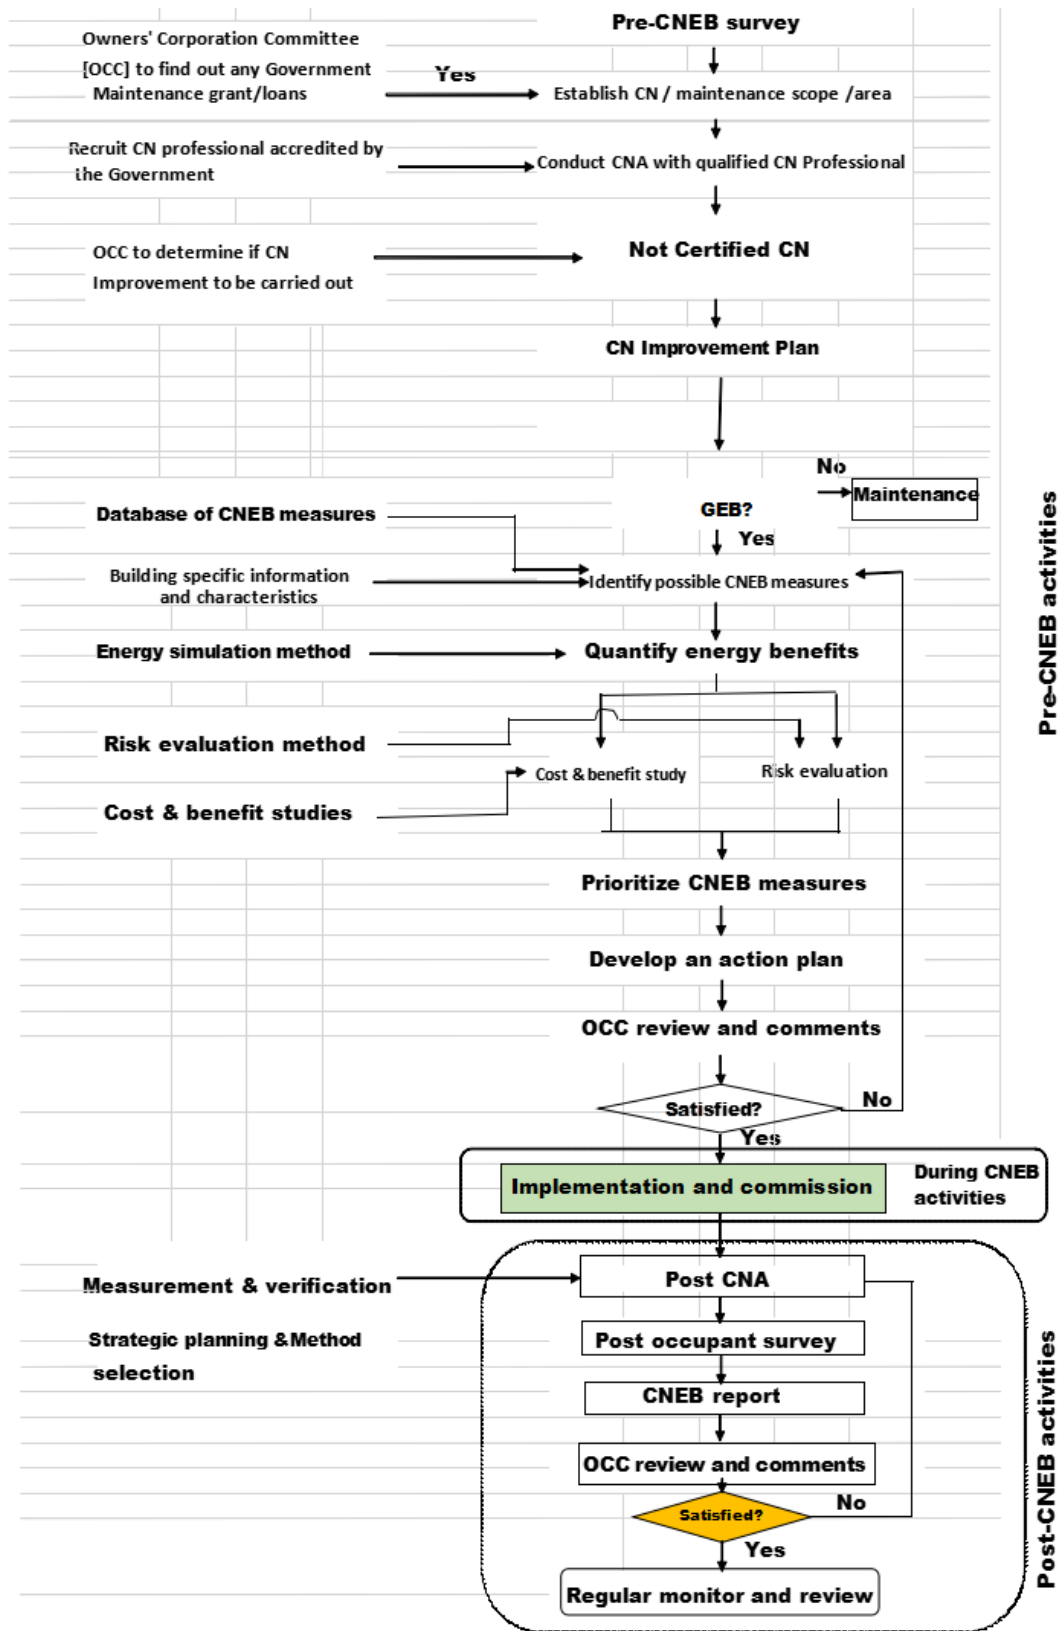 Pre-CNEB survey
Owners' Corporation Committee
[OCC] to find out any Government
Maintenance grant/loans
Yes
Establish CN / maintenance scope /area
Recruit CN professional accredited by
the Government
Conduct CNA with qualified CN Professional
OCC to determine if CN
Improvement to be carried out
Not Certified CN
CN Improvement Plan
No
Maintenance
GEB?
Yes
Database of CNEB measures
Building specific information
and characteristics
Identify possible CNEB measures
Energy simulation method
Quantify energy benefits
Risk evaluation method
Cost & benefit study
Risk evaluation
Cost & benefit studies
Prioritize CNEB measures
Develop an action plan
OCC review and comments
Satisfied?
No
Yes
Pre-CNEB activities
Implementation and commission
During CNEB
activities
Measurement & verification
Post CNA
Strategic planning &Method
selection
Post occupant survey
CNEB report
OCC review and comments
Satisfied?
No
Yes
Regular monitor and review
Post-CNEB activities